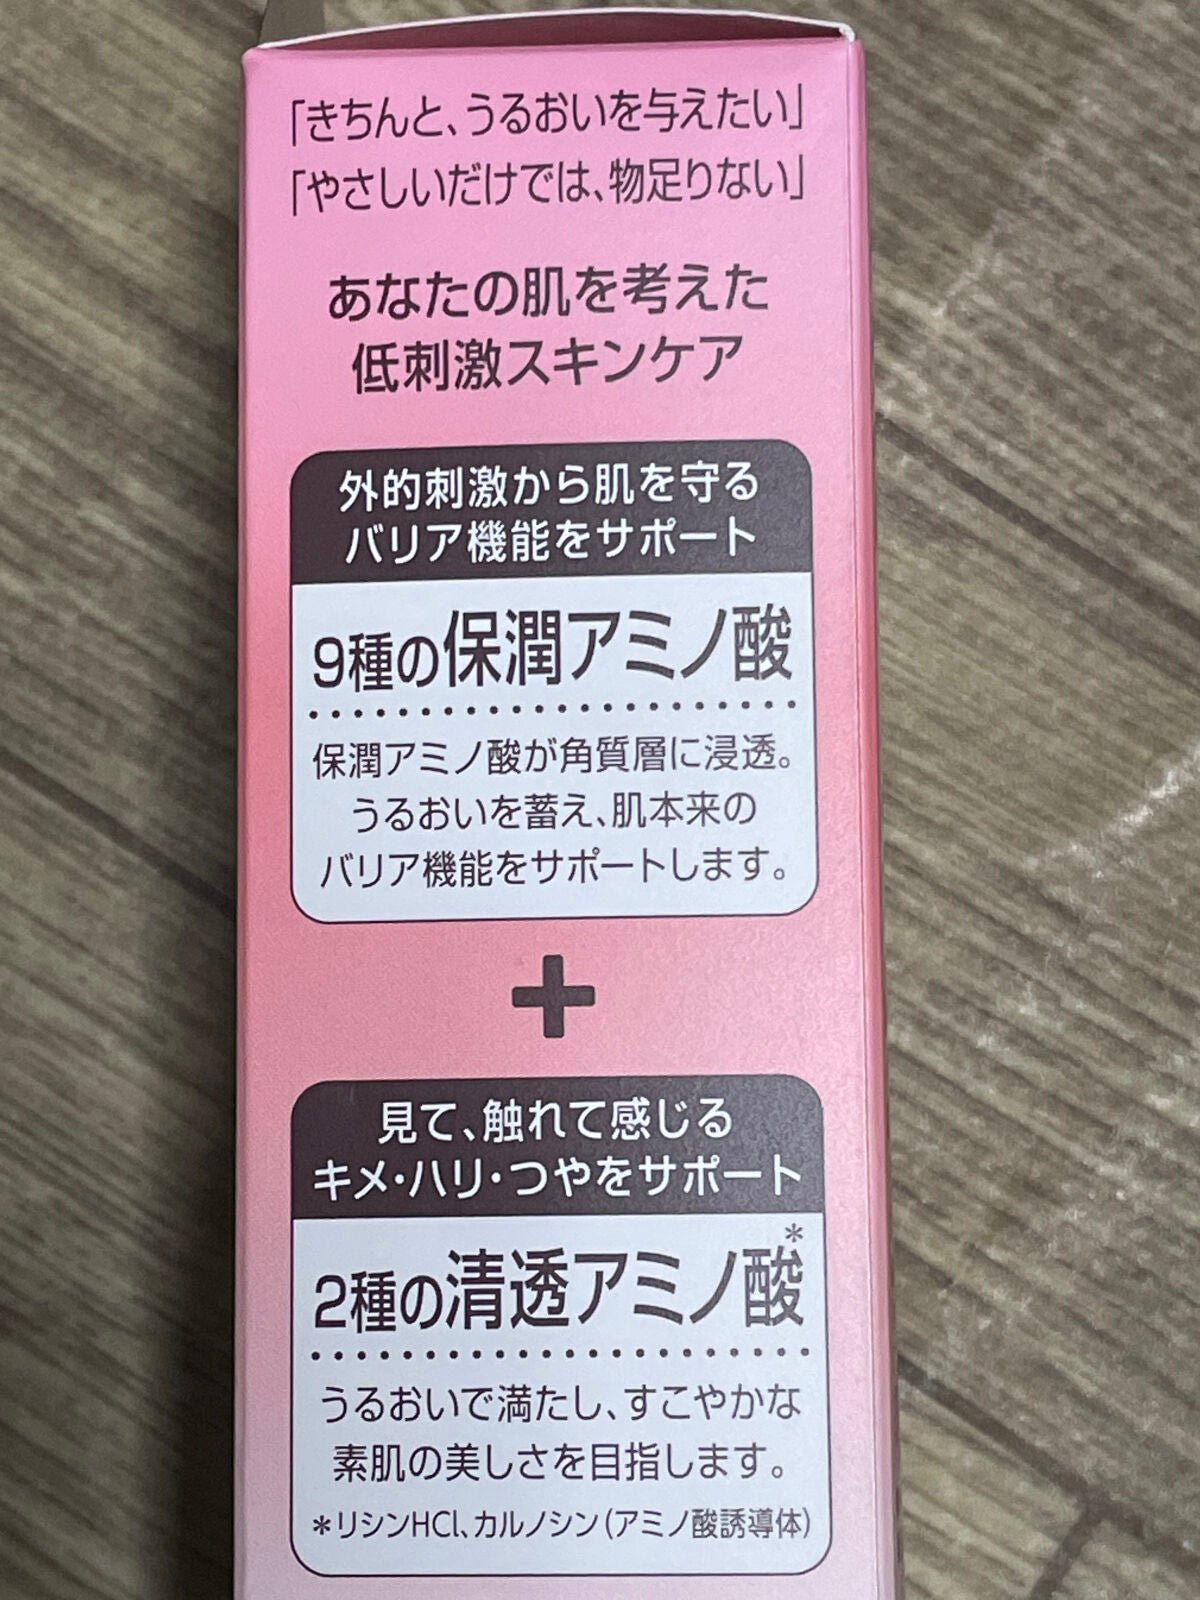 「きちんと、うるおいを与えたい」
「やさしいだけでは、物足りない」
あなたの肌を考えた
低刺激スキンケア
外的刺激から肌を守る
バリア機能をサポート
9種の保潤アミノ酸
保潤アミノ酸が角質層に浸透。
うるおいを蓄え、肌本来の
バリア機能をサポートします。
+
見て、触れて感じる
キメ・ハリ・つやをサポート
2種の清透アミノ酸*
うるおいで満たし、すこやかな
素肌の美しさを目指します。
*リシンHCl、カルノシン(アミノ酸誘導体)